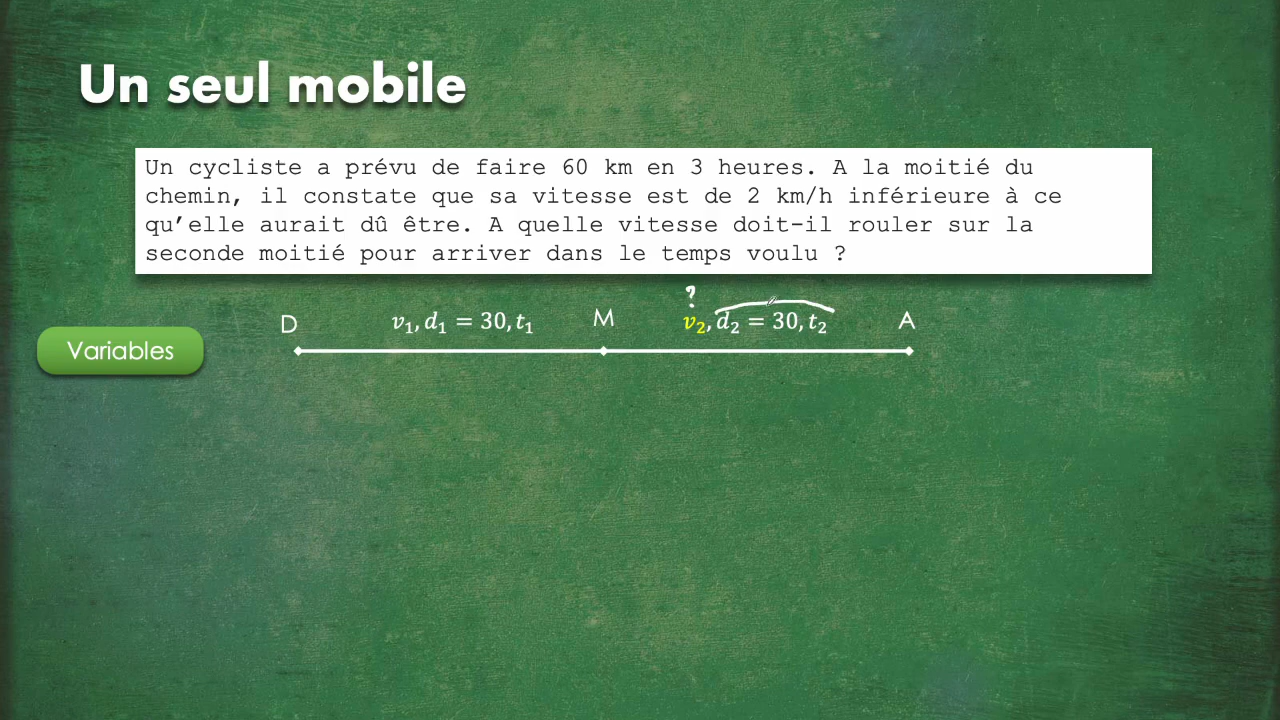 Un seul mobile
Un cycliste a prévu de faire 60 km en 3 heures. A la moitié du
chemin, il constate que sa vitesse est de 2 km/h inférieure à ce
qu’elle aurait dû être. A quelle vitesse doit-il rouler sur la
seconde moitié pour arriver dans le temps voulu ?
?
D v₁, d₁ = 30, t₁ M v₂, d₂ = 30, t₂ A
Variables